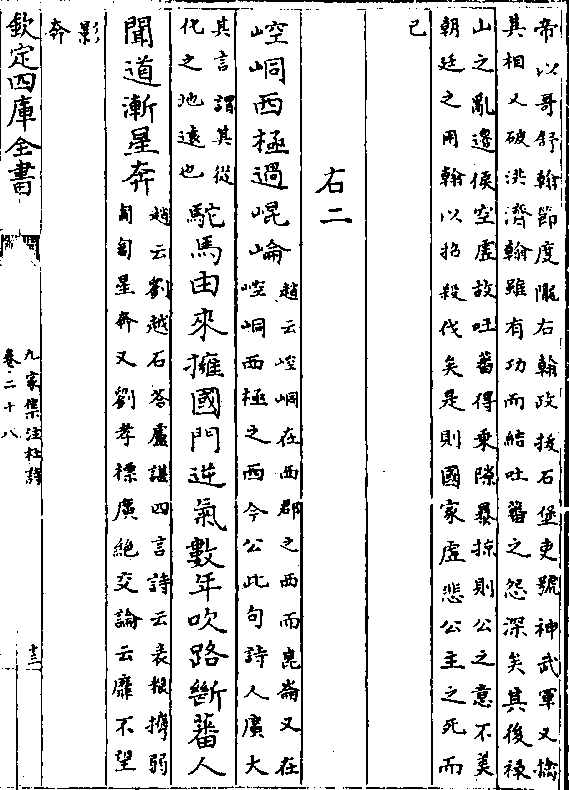 帝以哥舒翰節度隴右翰攻拔石堡更號神武軍又擒
其相又破洪濟翰雖有功而結吐蕃之怨深矣其後祿
山之亂邊候空虛故吐蕃得乘隙暴掠則公之意不美
朝廷之用翰以招殺伐矣是則國家虛悲公主之死而
已
右二
崆峒西極過崐崘
趙云崆峒在西郡之西而崑崙又在
崆峒西極之西今公此句詩人廣大
其言謂其從
化之地遠也
駝馬由來擁國門逆氣數年吹路斷蕃人
聞道漸星奔
趙云劉越石答盧諶四言詩云裹糧攜弱
匍匐星奔又劉孝標廣絶交論云靡不望
影
奔
欽定四庫全書
九家集注杜詩
卷二十八
十三